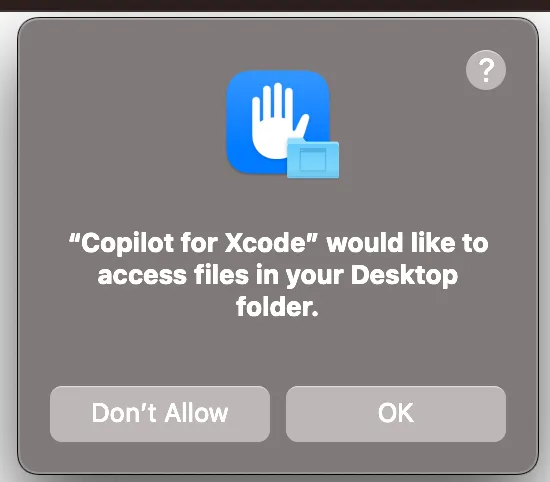 ?
“Copilot for Xcode” would like to
access files in your Desktop
folder.
Don’t Allow
OK